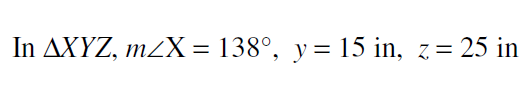 In ΔXYZ, m∠X = 138°, y = 15 in, z = 25 in